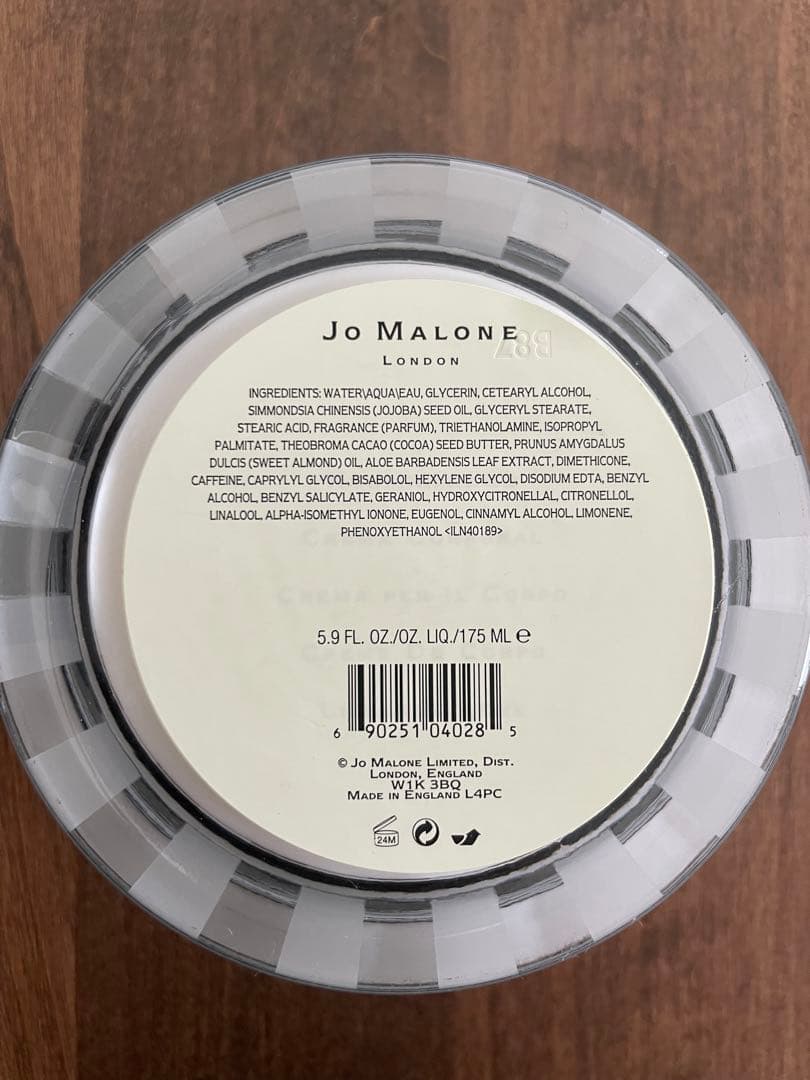 JO MALONE
LONDON
B87
INGREDIENTS: WATER\AQUA\EAU, GLYCERIN, CETEARYL ALCOHOL,
SIMMONDSIA CHINENSIS (JOJOBA) SEED OIL, GLYCERYL STEARATE,
STEARIC ACID, FRAGRANCE (PARFUM), TRIETHANOLAMINE, ISOPROPYL
PALMITATE, THEOBROMA CACAO (COCOA) SEED BUTTER, PRUNUS AMYGDALUS
DULCIS (SWEET ALMOND) OIL, ALOE BARBADENSIS LEAF EXTRACT, DIMETHICONE,
CAFFEINE, CAPRYLYL GLYCOL, BISABOLOL, HEXYLENE GLYCOL, DISODIUM EDTA, BENZYL
ALCOHOL, BENZYL SALICYLATE, GERANIOL, HYDROXYCITRONELLAL, CITRONELLOL,
LINALOOL, ALPHA-ISOMETHYL IONONE, EUGENOL, CINNAMYL ALCOHOL, LIMONENE,
PHENOXYETHANOL <ILN40189>
CREMA PER IL CORPO
5.9 FL. OZ./OZ. LIQ./175 ML e
6 90251 04028 5
© JO MALONE LIMITED, DIST.
LONDON, ENGLAND
W1K 3BQ
MADE IN ENGLAND L4PC
24M